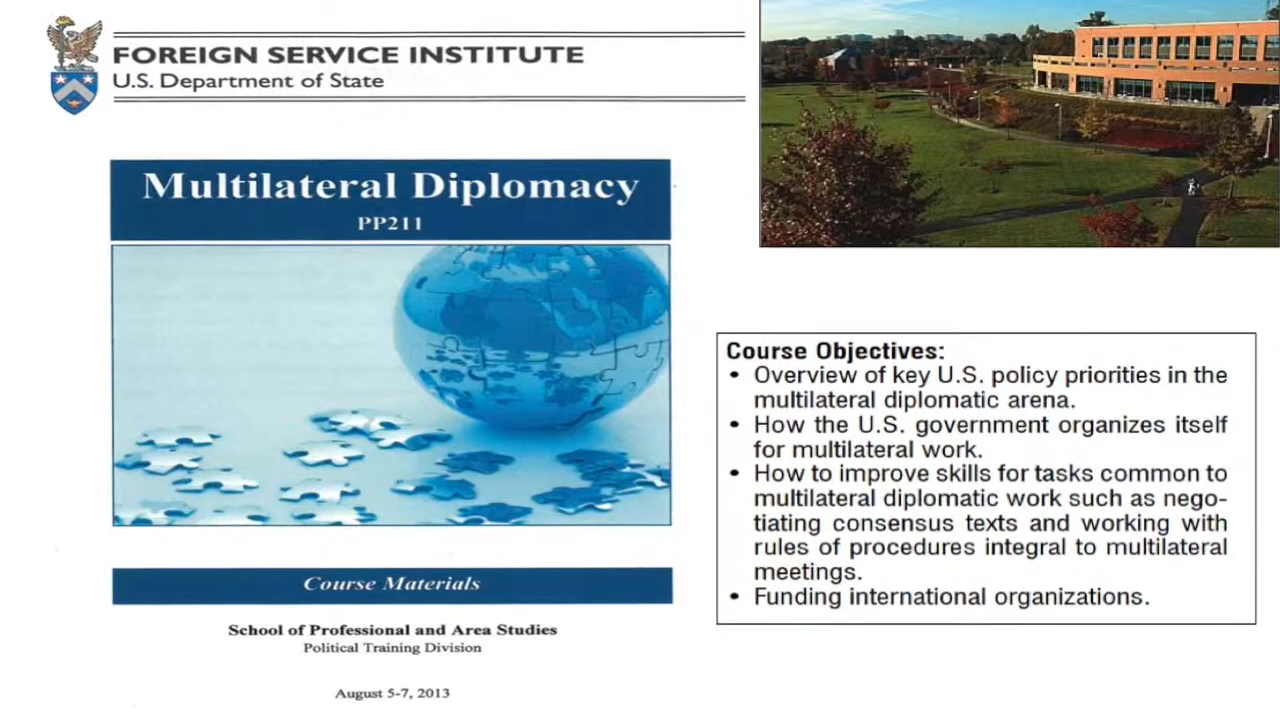 FOREIGN SERVICE INSTITUTE
U.S. Department of State
Multilateral Diplomacy
PP211
Course Materials
School of Professional and Area Studies
Political Training Division
August 5-7, 2013
Course Objectives:
• Overview of key U.S. policy priorities in the
multilateral diplomatic arena.
• How the U.S. government organizes itself
for multilateral work.
• How to improve skills for tasks common to
multilateral diplomatic work such as nego-
tiating consensus texts and working with
rules of procedures integral to multilateral
meetings.
• Funding international organizations.